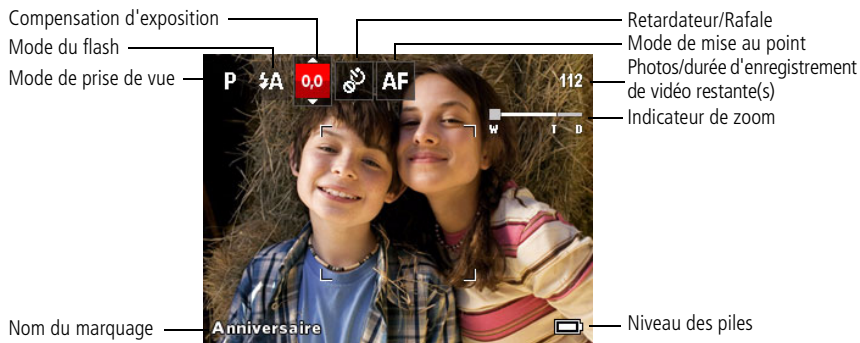 Compensation d'exposition
Mode du flash
Mode de prise de vue
Retardateur/Rafale
Mode de mise au point
Photos/durée d'enregistrement
de vidéo restante(s)
Indicateur de zoom
P
A
0,0
AF
112
W T D
Nom du marquage
Anniversaire
Niveau des piles